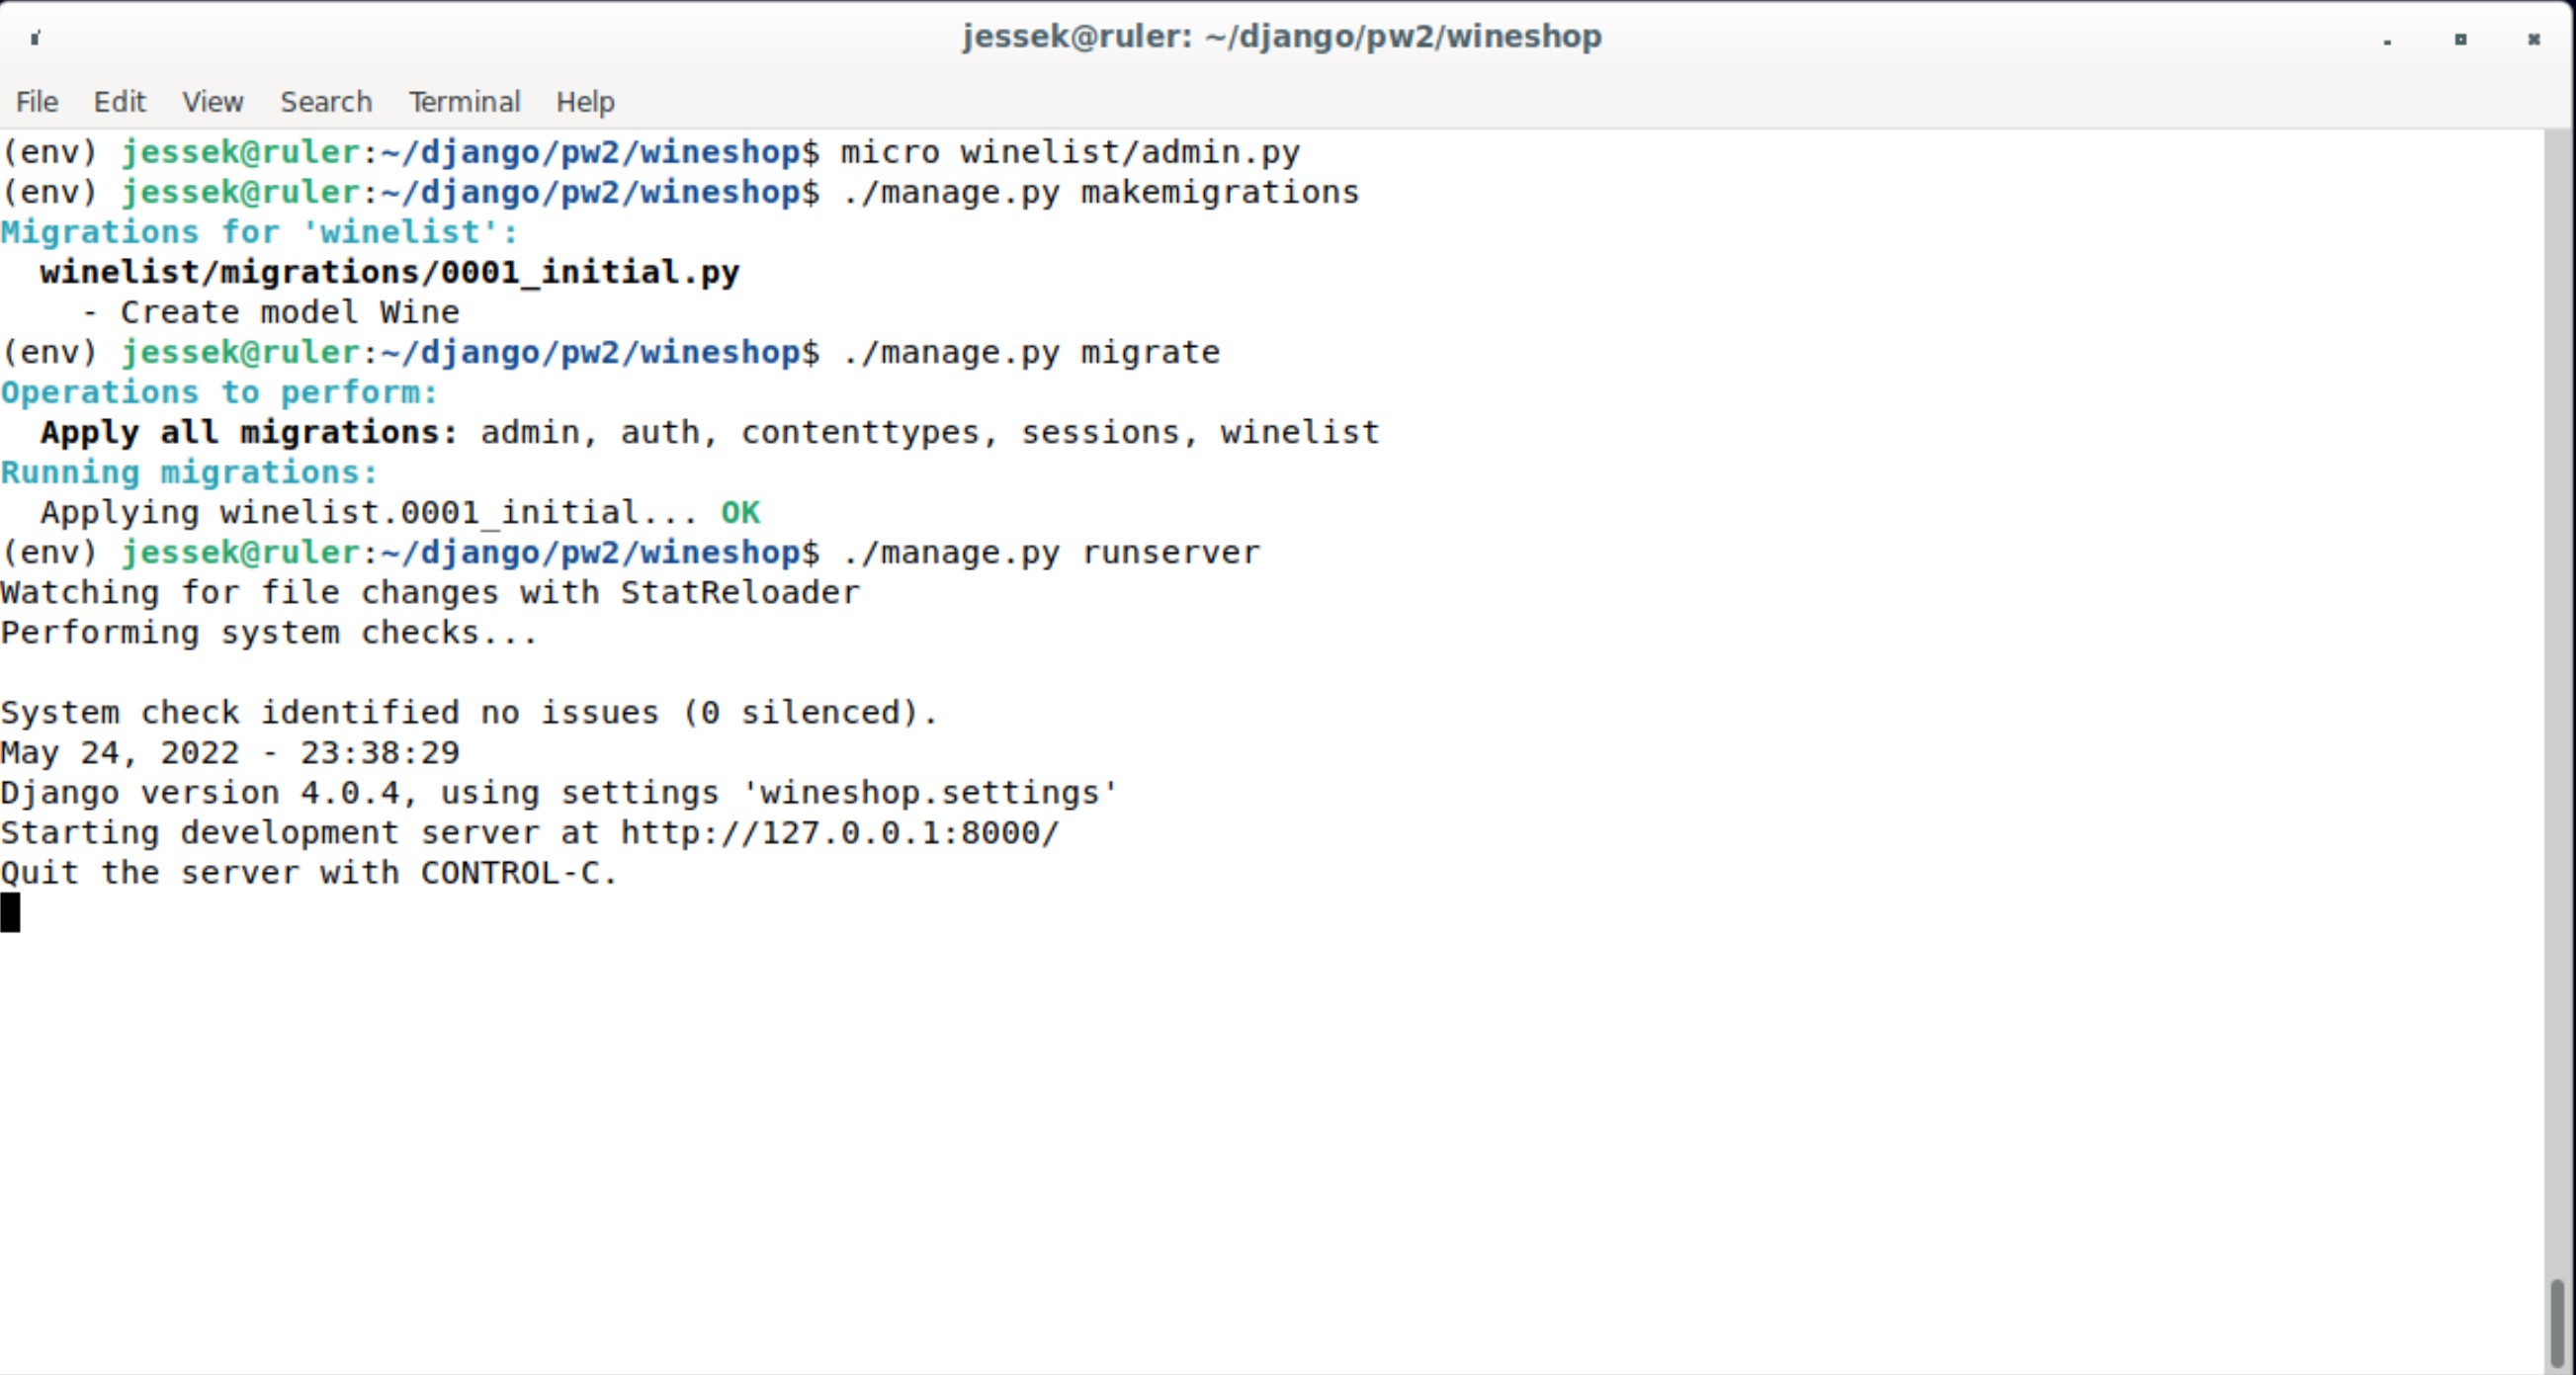 jessek@ruler: ~/django/pw2/wineshop
File Edit View Search Terminal Help
(env) jessek@ruler:~/django/pw2/wineshop$ micro winelist/admin.py
(env) jessek@ruler:~/django/pw2/wineshop$ ./manage.py makemigrations
Migrations for 'winelist':
  winelist/migrations/0001_initial.py
    - Create model Wine
(env) jessek@ruler:~/django/pw2/wineshop$ ./manage.py migrate
Operations to perform:
  Apply all migrations: admin, auth, contenttypes, sessions, winelist
Running migrations:
  Applying winelist.0001_initial... OK
(env) jessek@ruler:~/django/pw2/wineshop$ ./manage.py runserver
Watching for file changes with StatReloader
Performing system checks...

System check identified no issues (0 silenced).
May 24, 2022 - 23:38:29
Django version 4.0.4, using settings 'wineshop.settings'
Starting development server at http://127.0.0.1:8000/
Quit the server with CONTROL-C.